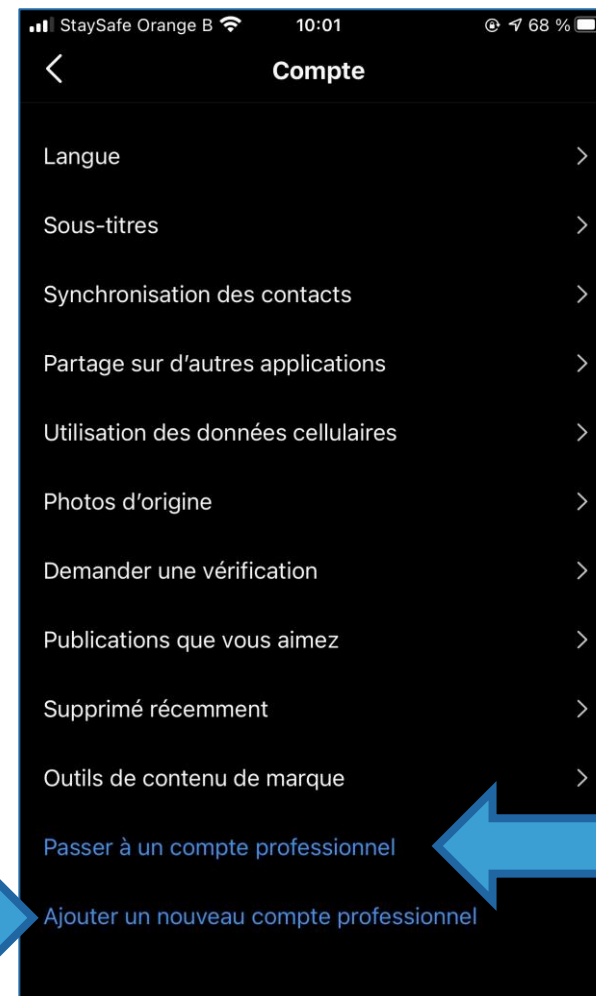 StaySafe Orange B 10:01 68 %
Compte
Langue
Sous-titres
Synchronisation des contacts
Partage sur d'autres applications
Utilisation des données cellulaires
Photos d'origine
Demander une vérification
Publications que vous aimez
Supprimé récemment
Outils de contenu de marque
Passer à un compte professionnel
Ajouter un nouveau compte professionnel